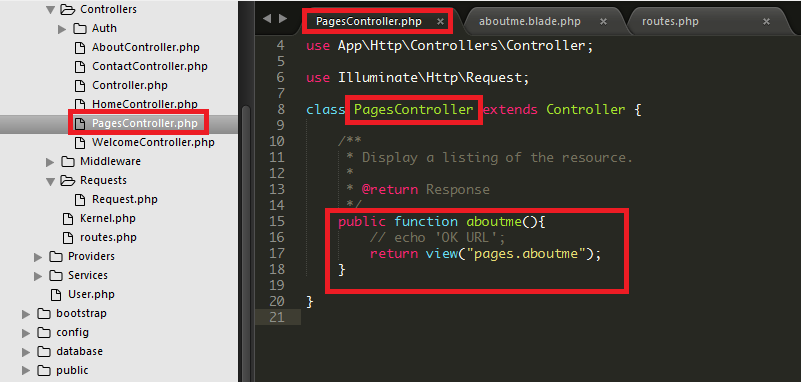 Controllers
Auth
AboutController.php
ContactController.php
Controller.php
HomeController.php
PagesController.php
WelcomeController.php
Middleware
Requests
Request.php
Kernel.php
routes.php
Providers
Services
User.php
bootstrap
config
database
public
PagesController.php × aboutme.blade.php × routes.php ×
4 use App\Http\Controllers\Controller;
5
6 use Illuminate\Http\Request;
7
8 class PagesController extends Controller {
9
10 /**
11 * Display a listing of the resource.
12 *
13 * @return Response
14 */
15 public function aboutme(){
16 // echo 'OK URL';
17 return view("pages.aboutme");
18 }
19
20 }
21